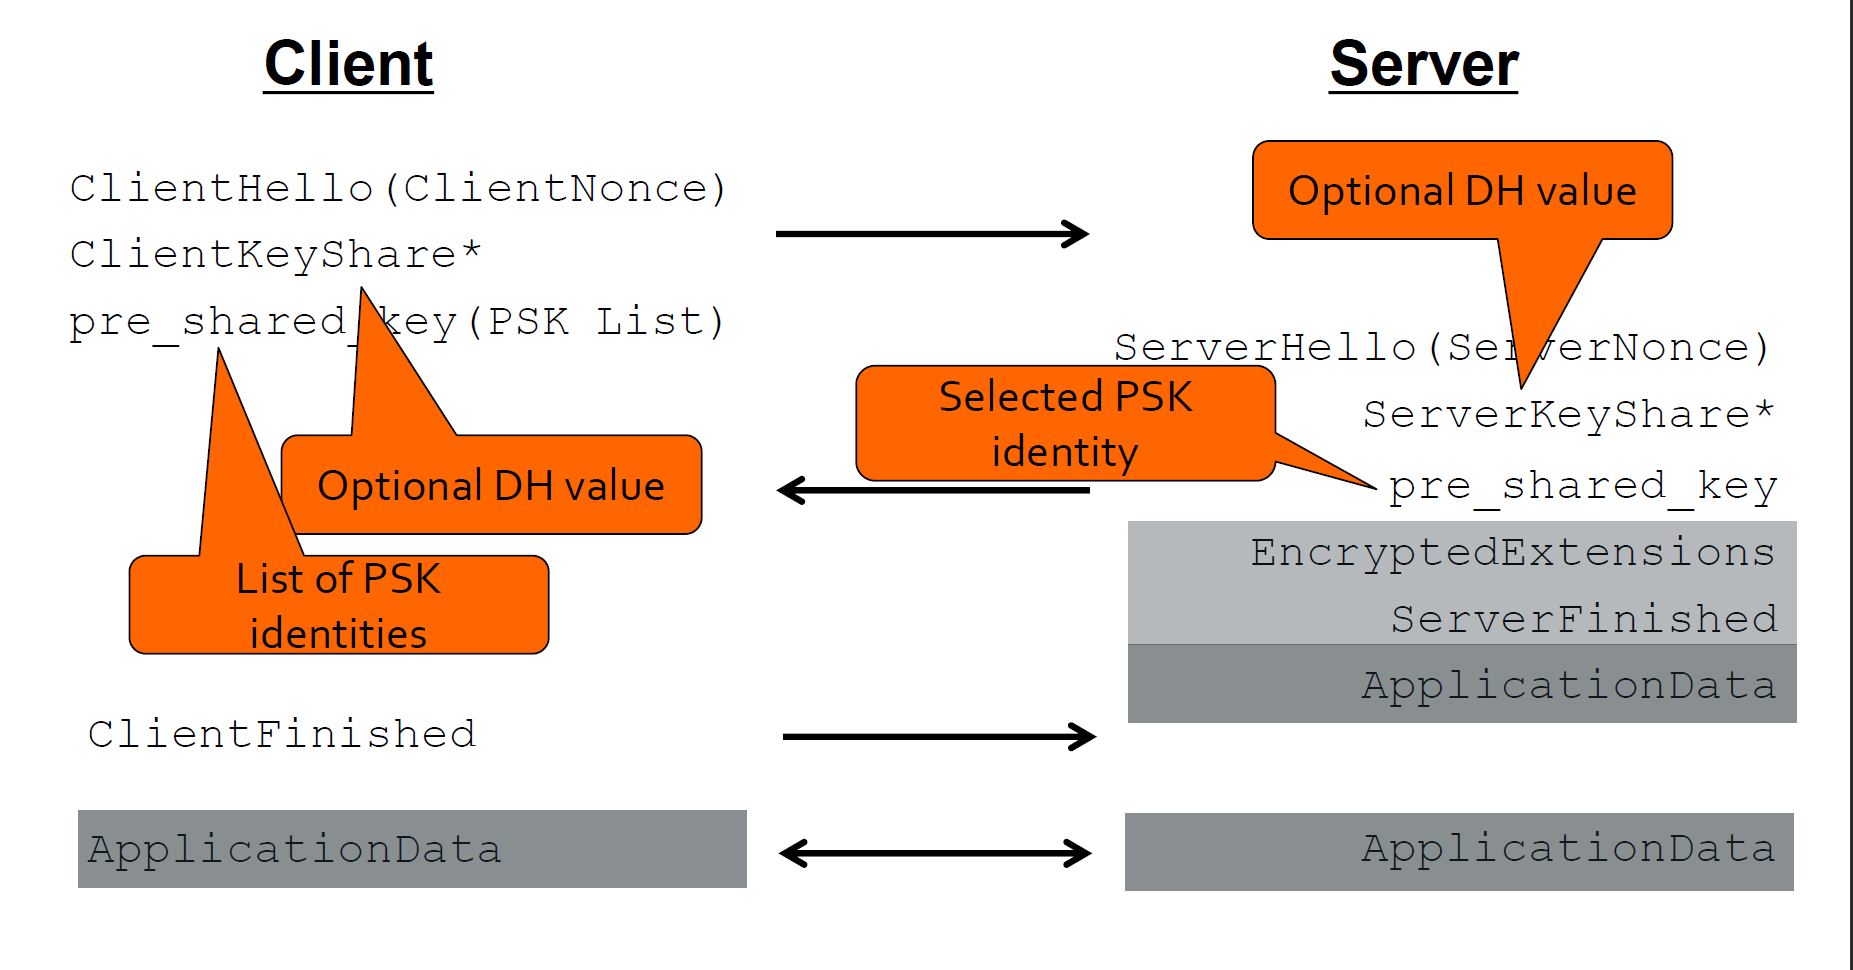 Client
Server
ClientHello(ClientNonce)
ClientKeyShare*
pre_shared_key(PSK List)
Optional DH value
List of PSK
identities
Optional DH value
ServerHello(ServerNonce)
ServerKeyShare*
Selected PSK
identity
pre_shared_key
EncryptedExtensions
ServerFinished
ApplicationData
ClientFinished
ApplicationData
ApplicationData